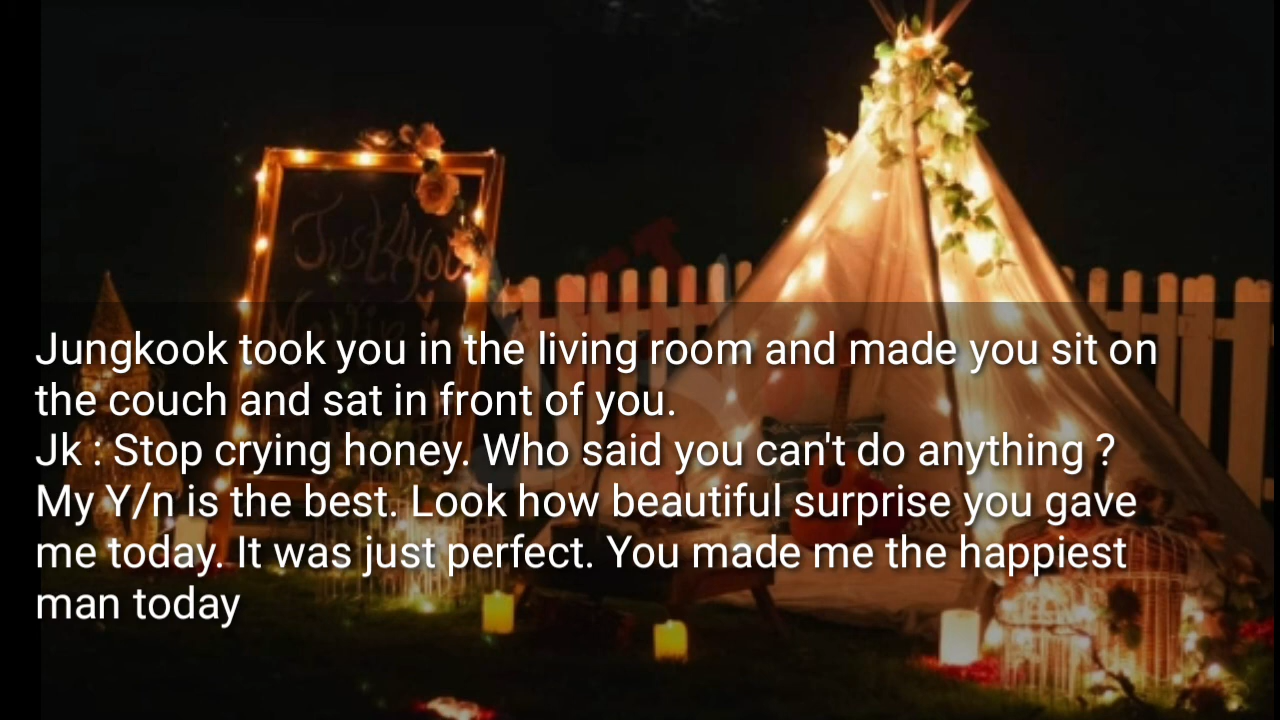 Just4you
Jungkook took you in the living room and made you sit on
the couch and sat in front of you.
Jk : Stop crying honey. Who said you can't do anything ?
My Y/n is the best. Look how beautiful surprise you gave
me today. It was just perfect. You made me the happiest
man today